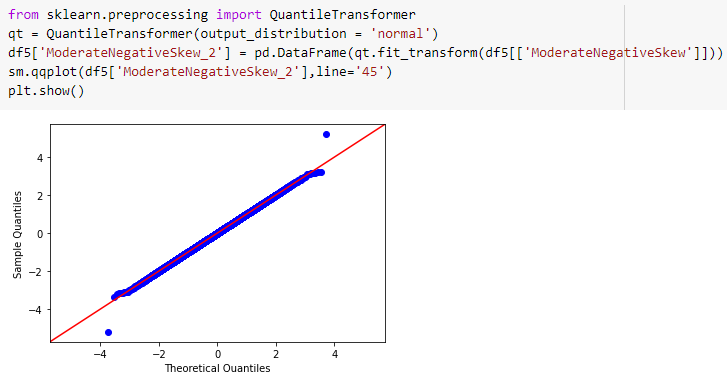 from sklearn.preprocessing import QuantileTransformer
qt = QuantileTransformer(output_distribution = 'normal')
df5['ModerateNegativeSkew_2'] = pd.DataFrame(qt.fit_transform(df5[['ModerateNegativeSkew']]))
sm.qqplot(df5['ModerateNegativeSkew_2'],line='45')
plt.show()
4
2
0
−2
−4
Sample Quantiles
−4 −2 0 2 4
Theoretical Quantiles